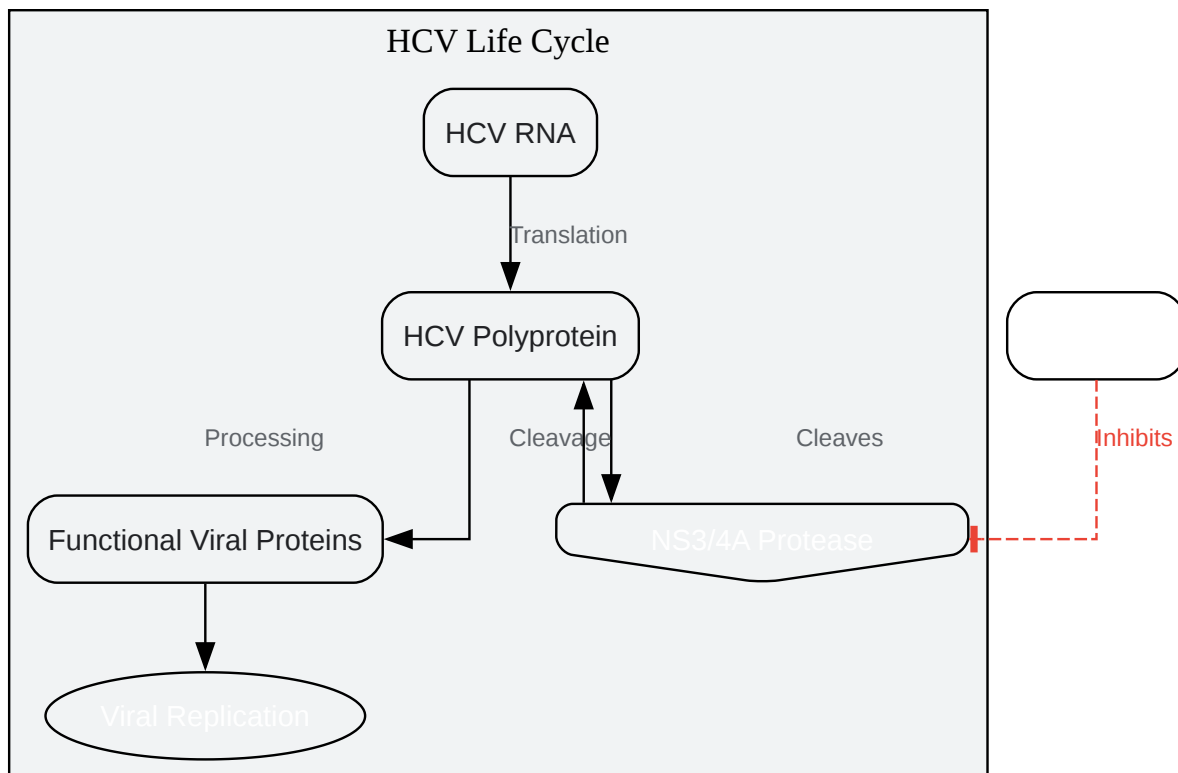 HCV Life Cycle
HCV RNA
Translation
HCV Polyprotein
Processing
Cleavage
Cleaves
Inhibits
Functional Viral Proteins
NS3/4A Protease
Viral Replication